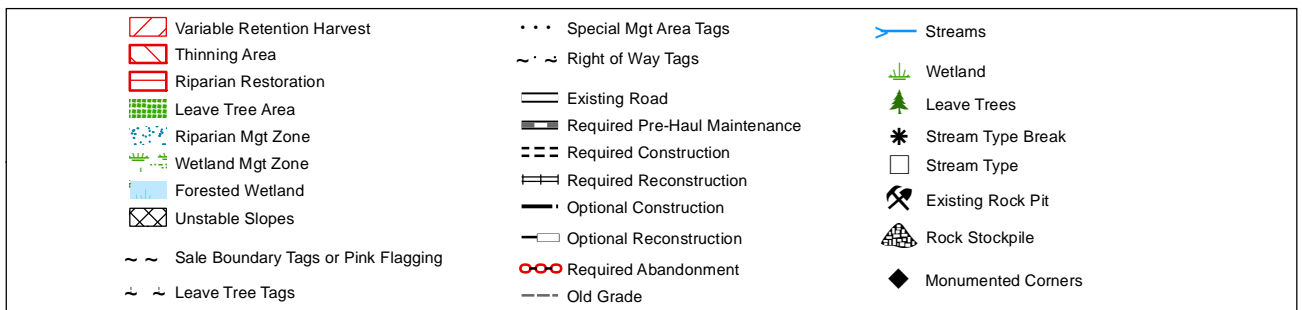 Variable Retention Harvest
Thinning Area
Riparian Restoration
Leave Tree Area
Riparian Mgt Zone
Wetland Mgt Zone
Forested Wetland
Unstable Slopes
Sale Boundary Tags or Pink Flagging
Leave Tree Tags
Special Mgt Area Tags
Right of Way Tags
Existing Road
Required Pre-Haul Maintenance
Required Construction
Required Reconstruction
Optional Construction
Optional Reconstruction
Required Abandonment
Old Grade
Streams
Wetland
Leave Trees
Stream Type Break
Stream Type
Existing Rock Pit
Rock Stockpile
Monumented Corners